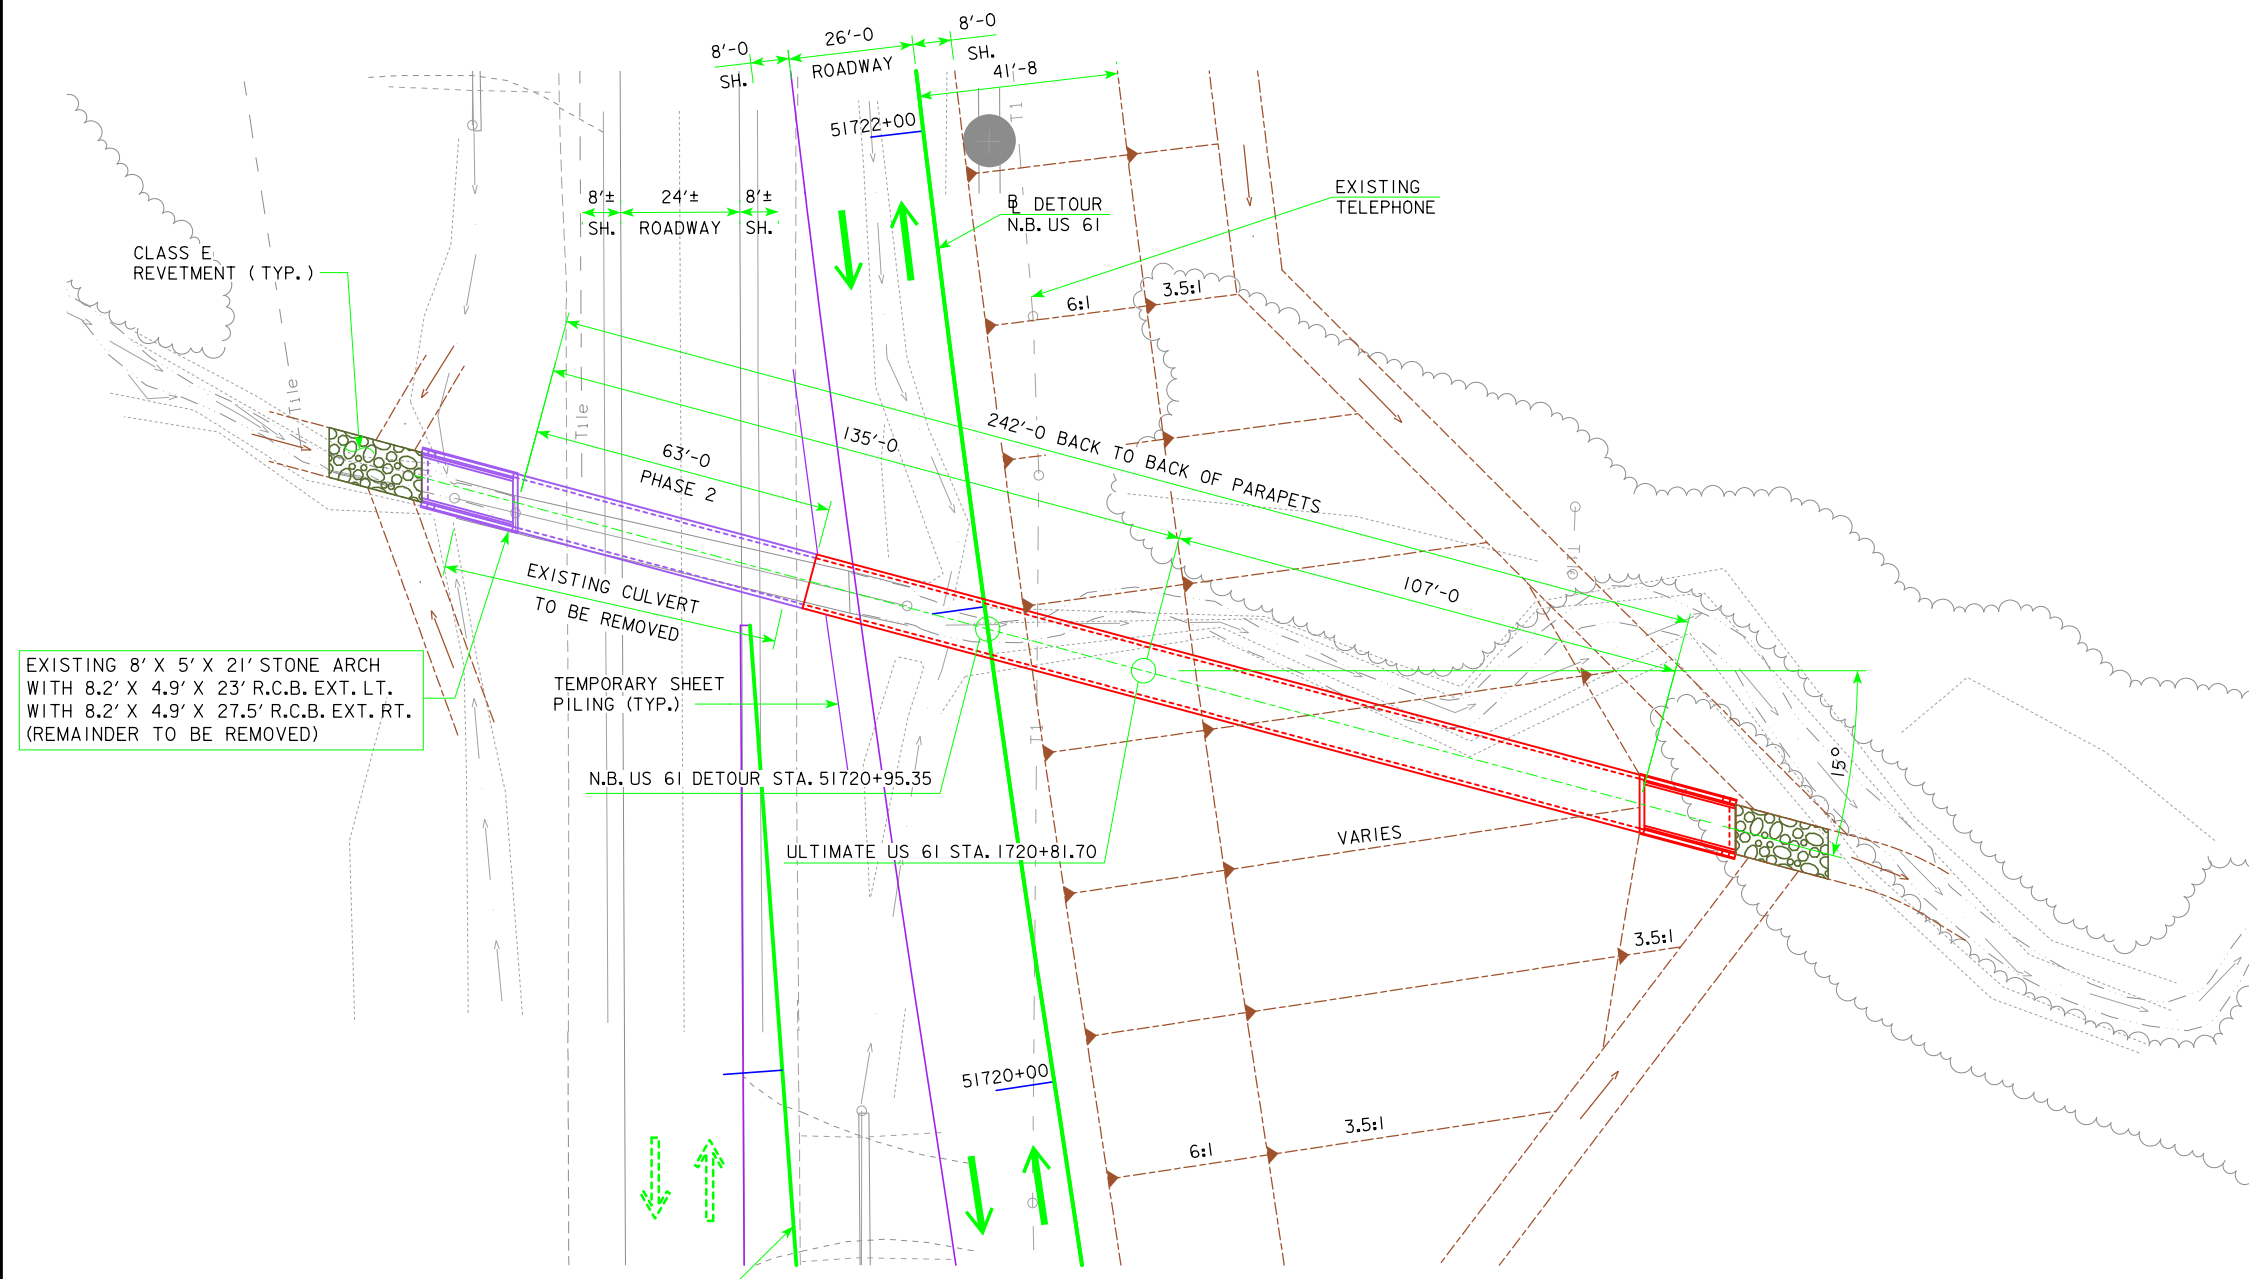 8'-0
SH.
26'-0
ROADWAY
8'-0
SH.
41'-8
51722+00
T1
8'±
SH.
24'±
ROADWAY
8'±
SH.
EXISTING
TELEPHONE
BL DETOUR
N.B. US 61
CLASS E
REVETMENT (TYP.)
6:1
3.5:1
Tile
Tile
242'-0 BACK TO BACK OF PARAPETS
135'-0
63'-0
PHASE 2
107'-0
EXISTING CULVERT
TO BE REMOVED
EXISTING 8' X 5' X 21' STONE ARCH
WITH 8.2' X 4.9' X 23' R.C.B. EXT. LT.
WITH 8.2' X 4.9' X 27.5' R.C.B. EXT. RT.
(REMAINDER TO BE REMOVED)
TEMPORARY SHEET
PILING (TYP.)
T1
15°
N.B. US 61 DETOUR STA. 51720+95.35
ULTIMATE US 61 STA. 1720+81.70
VARIES
3.5:1
51720+00
3.5:1
6:1